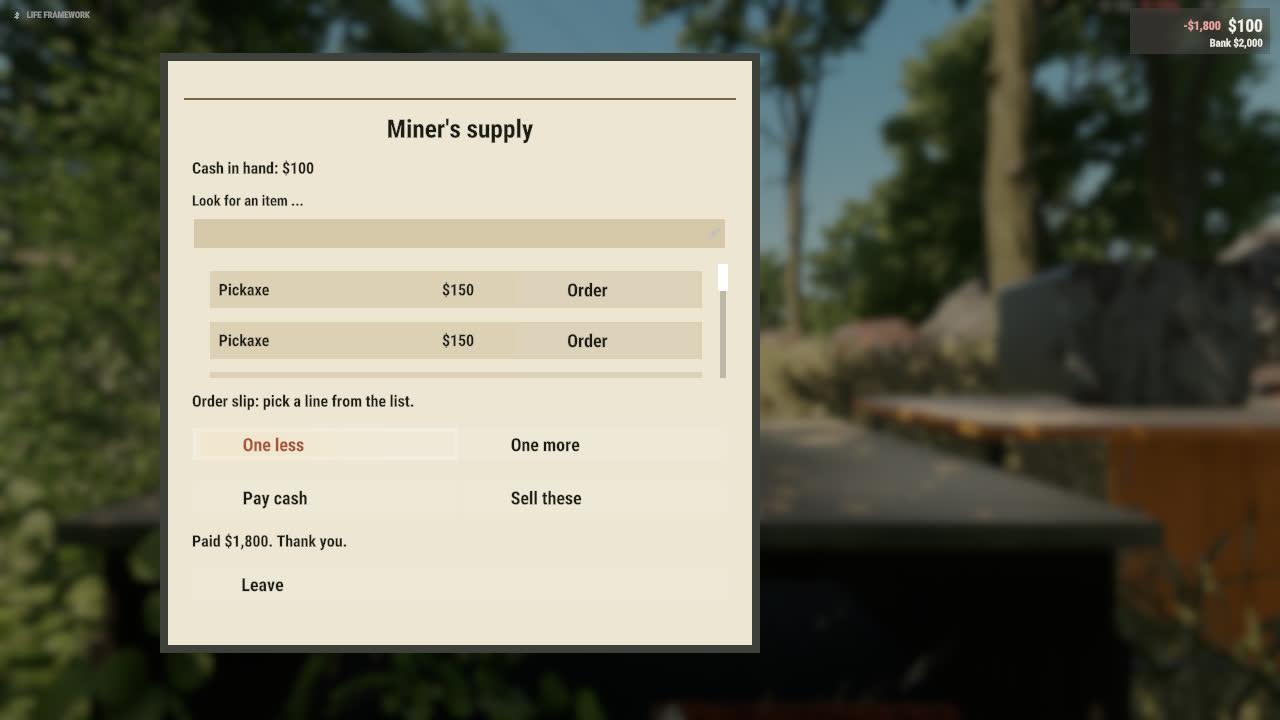 LIFE FRAMEWORK
-$1,800 $100
Bank $2,000
Miner's supply
Cash in hand: $100
Look for an item ...
Pickaxe $150 Order
Pickaxe $150 Order
Order slip: pick a line from the list.
One less One more
Pay cash Sell these
Paid $1,800. Thank you.
Leave